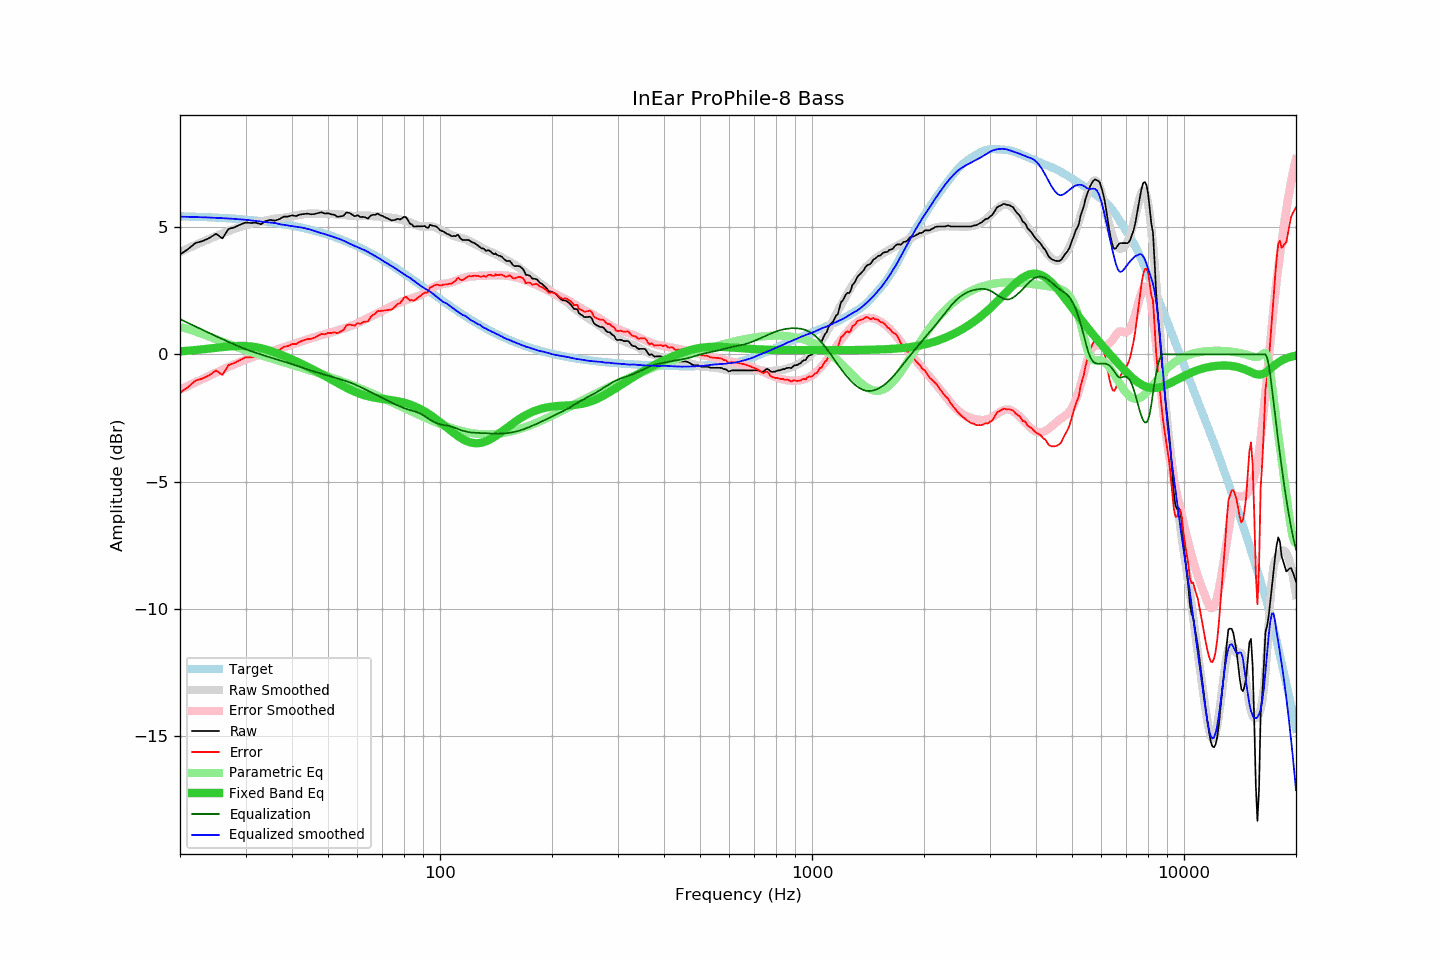 InEar ProPhile-8 Bass
Amplitude (dBr)
5
0
−5
−10
−15
Target
Raw Smoothed
Error Smoothed
Raw
Error
Parametric Eq
Fixed Band Eq
Equalization
Equalized smoothed
100 1000 10000
Frequency (Hz)